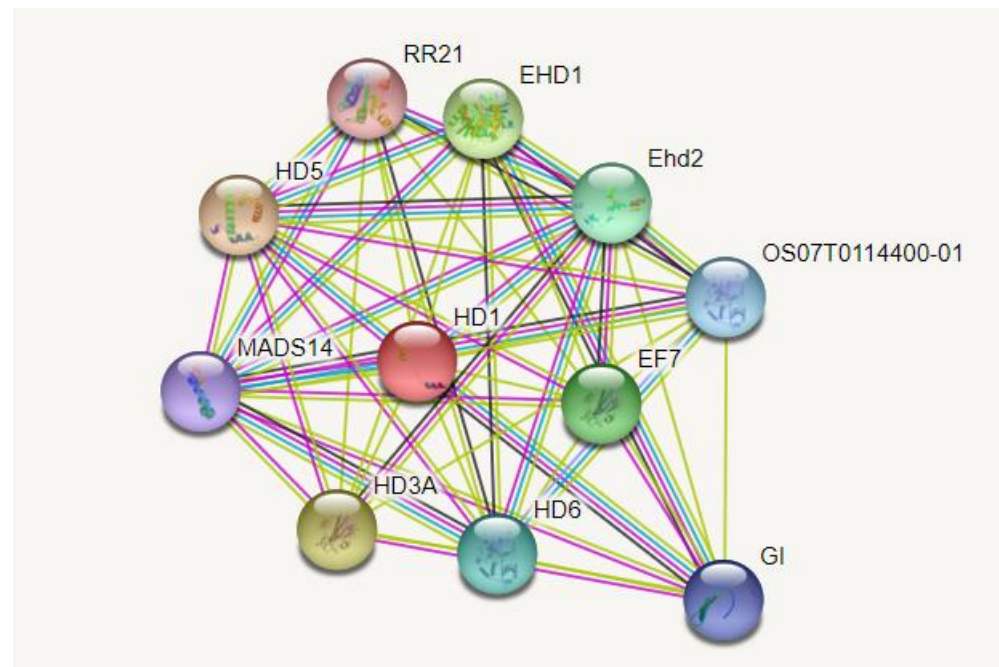 RR21
EHD1
Ehd2
HD5
OS07T0114400-01
HD1
MADS14
EF7
HD3A
HD6
GI